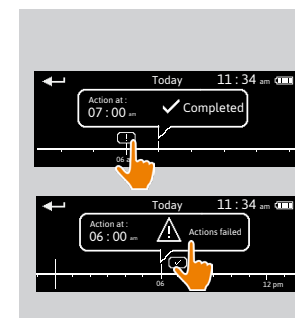 Today 11:34 am
Action at :
07 : 00 am
Completed
06 a
Today 11:34 am
Action at :
06 : 00 am
Actions failed
06 12 pm